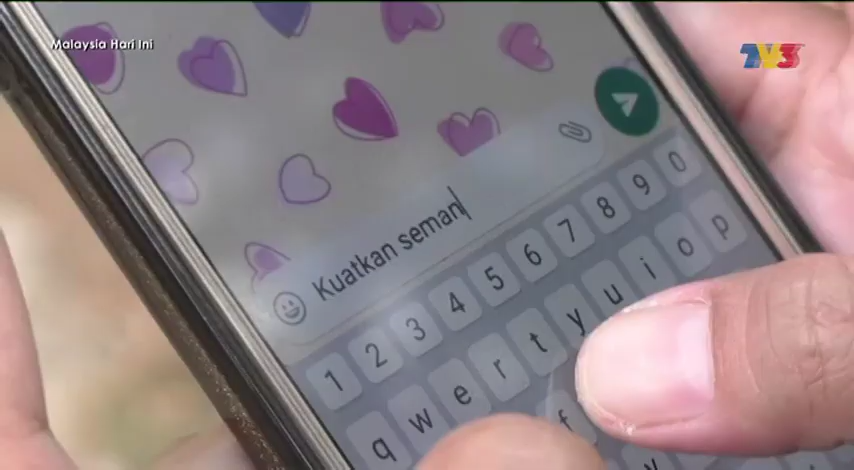 Malaysia Hari Ini
TV3
Kuatkan seman
1 2 3 4 5 6 7 8 9 0
q w e r t y u i o p
f